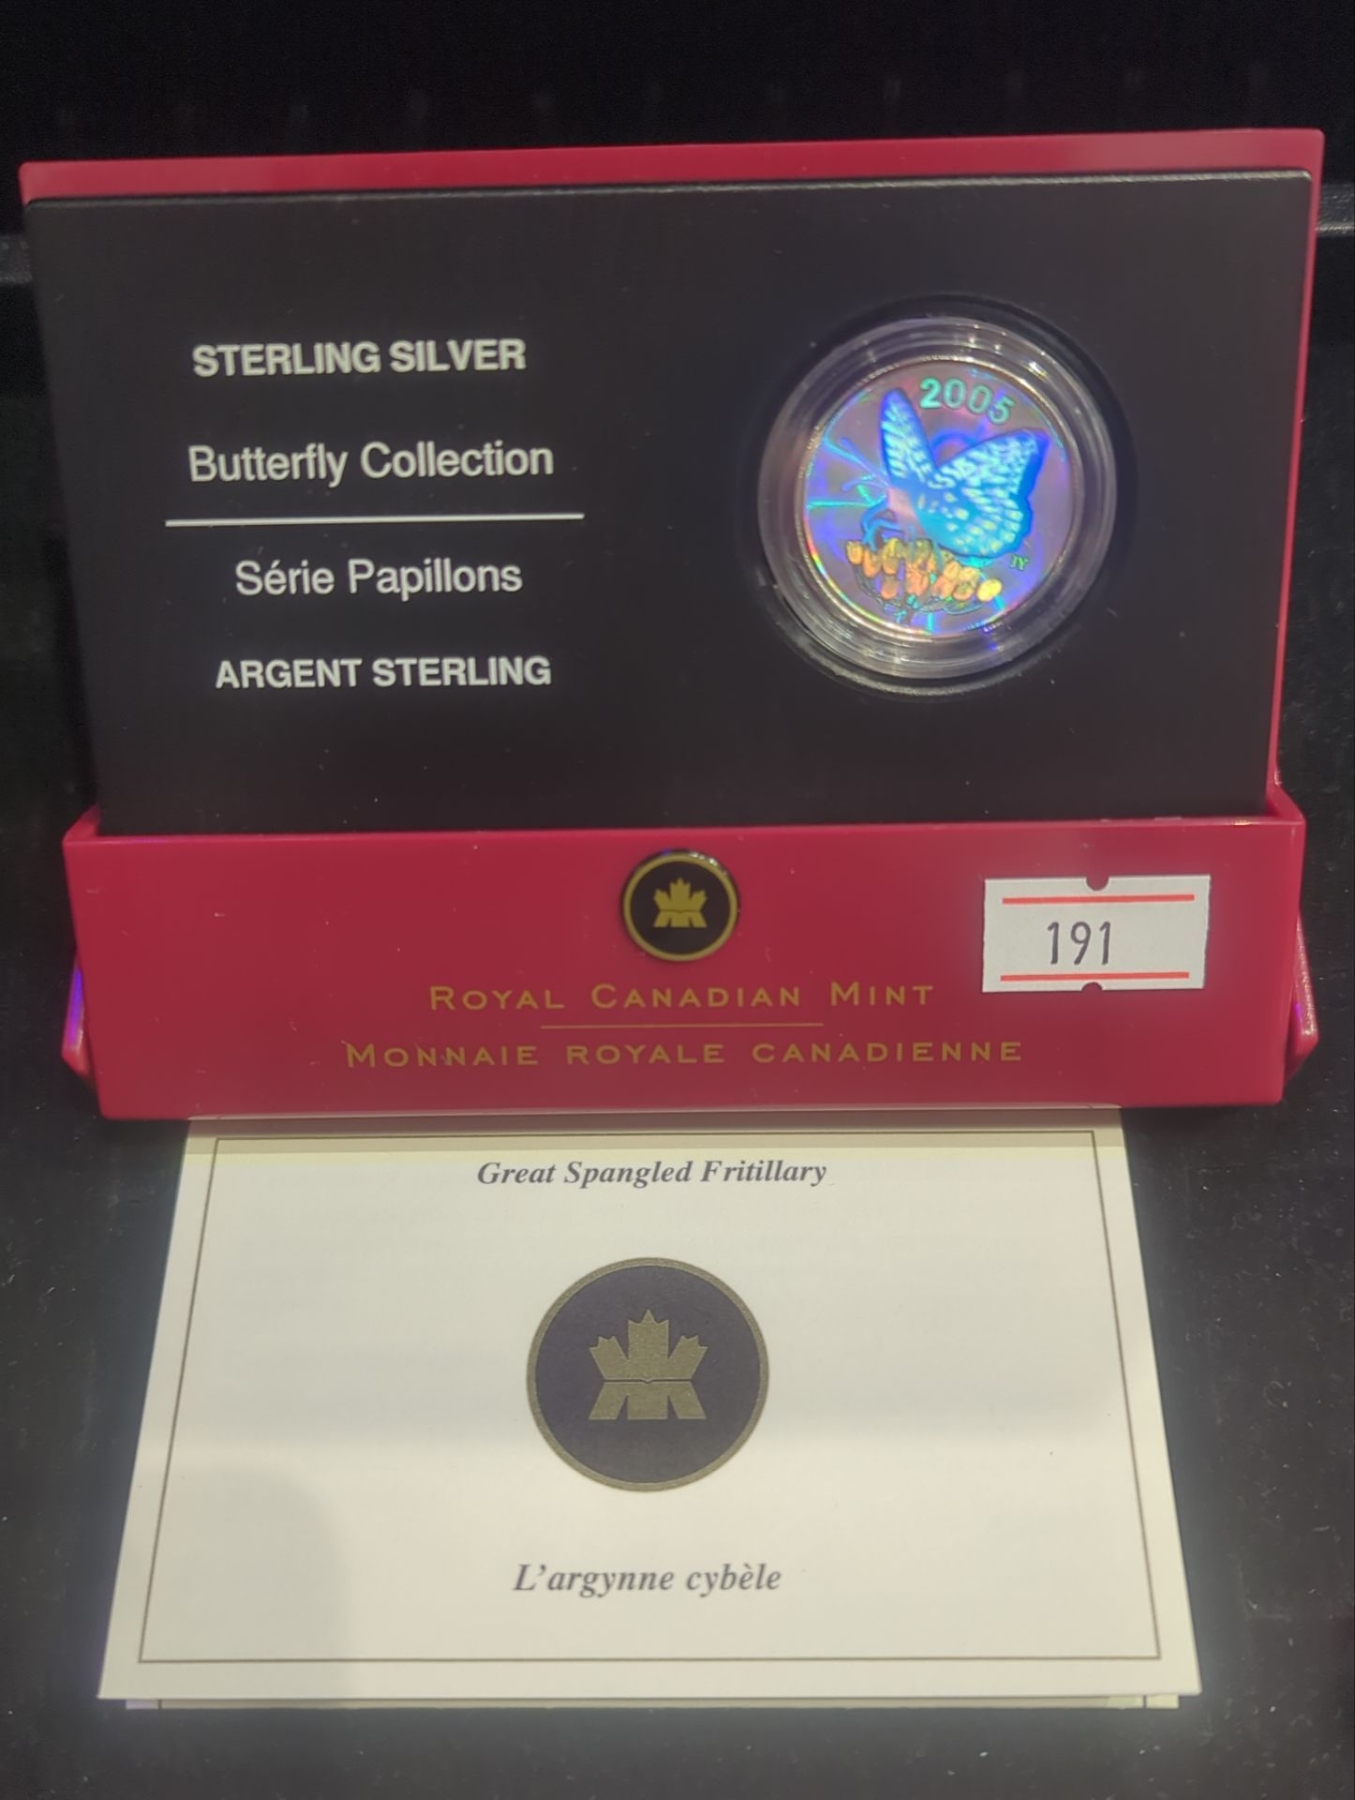 STERLING SILVER
Butterfly Collection
Série Papillons
ARGENT STERLING
2005
JY
191
ROYAL CANADIAN MINT
MONNAIE ROYALE CANADIENNE
Great Spangled Fritillary
L'argynne cybèle